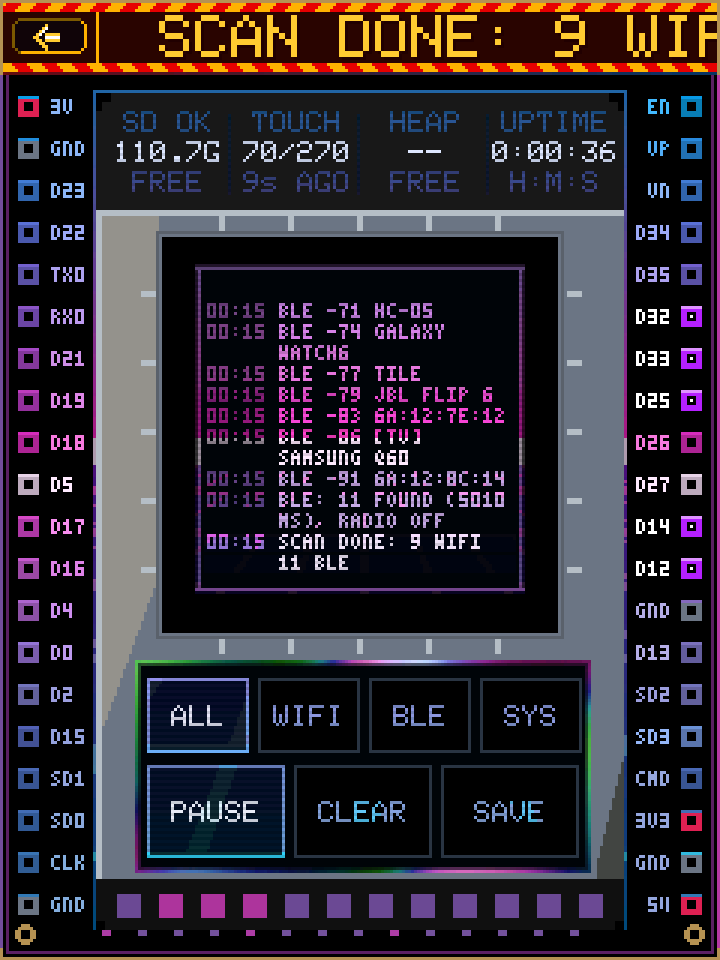 SCAN DONE: 9 WIF
3V
GND
D23
D22
TX0
RX0
D21
D19
D18
D5
D17
D16
D4
D0
D2
D15
SD1
SD0
CLK
GND
SD OK TOUCH HEAP UPTIME
110.7G 70/270 -- 0:00:36
FREE 9s AGO FREE H:M:S
00:15 BLE -71 HC-05
00:15 BLE -74 GALAXY
WATCH6
00:15 BLE -77 TILE
00:15 BLE -79 JBL FLIP 6
00:15 BLE -83 6A:12:7E:12
00:15 BLE -86 [TV]
SAMSUNG Q60
00:15 BLE -91 6A:12:8C:14
00:15 BLE: 11 FOUND (5010
MS), RADIO OFF
00:15 SCAN DONE: 9 WIFI
11 BLE
ALL WIFI BLE SYS
PAUSE CLEAR SAVE
EN
VP
VN
D34
D35
D32
D33
D25
D26
D27
D14
D12
GND
D13
SD2
SD3
CMD
3V3
GND
5V